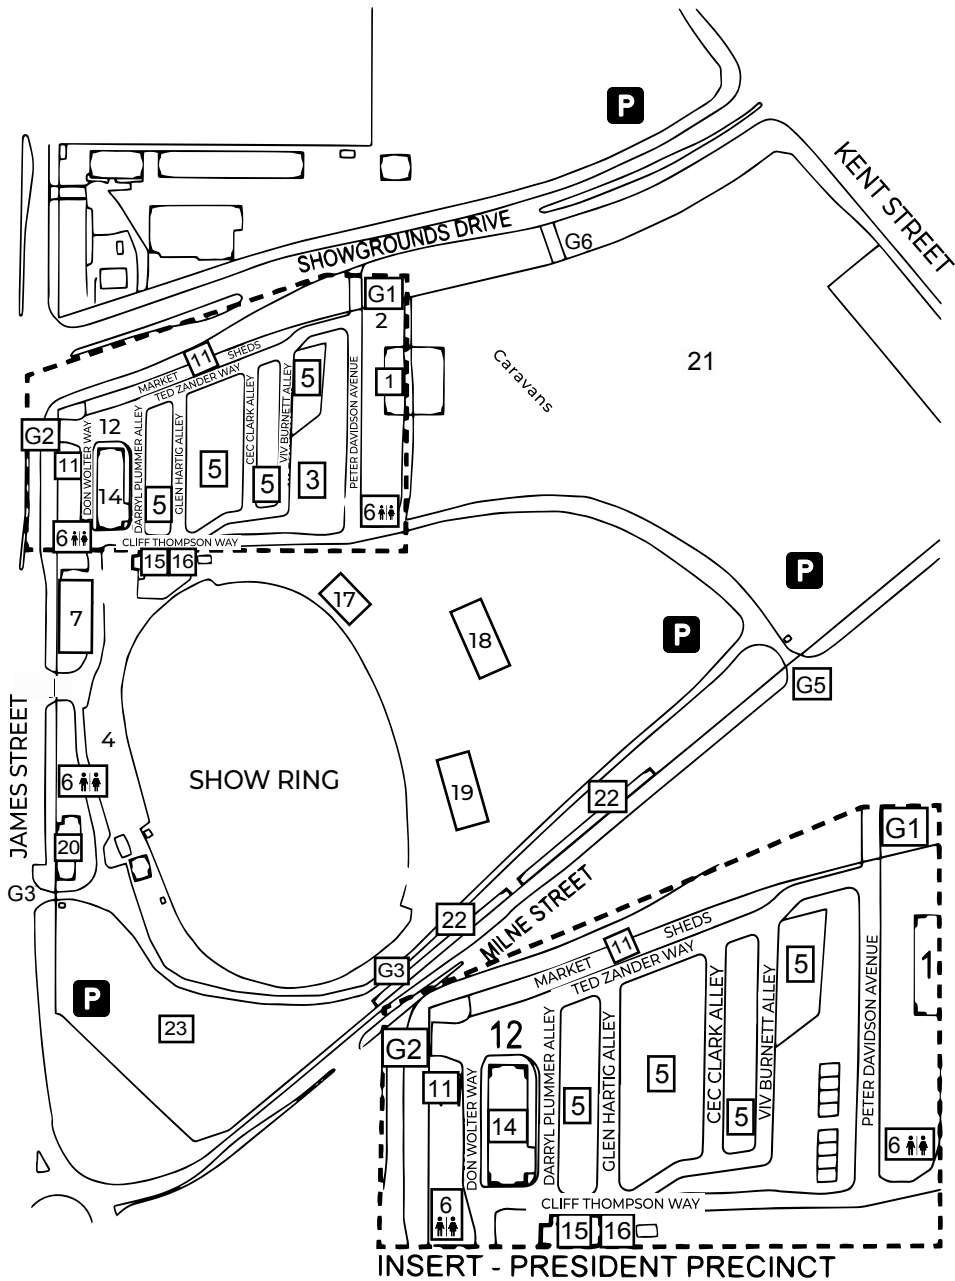 P
KENT STREET
SHOWGROUNDS DRIVE
G6
G1
2
11
SHEDS
MARKET
TED ZANDER WAY
5
1
Caravans
21
G2
12
11
DON WOLTER WAY
14
DARRYL PLUMMER ALLEY
5
GLEN HARTIG ALLEY
5
CEC CLARK ALLEY
5
VIV BURNETT ALLEY
3
PETER DAVIDSON AVENUE
6
6
CLIFF THOMPSON WAY
15
16
7
17
18
P
P
G5
JAMES STREET
4
SHOW RING
6
19
22
20
G3
22
MILNE STREET
G3
P
23
G1
11
SHEDS
MARKET
TED ZANDER WAY
5
1
G2
12
11
DON WOLTER WAY
14
DARRYL PLUMMER ALLEY
5
GLEN HARTIG ALLEY
5
CEC CLARK ALLEY
5
VIV BURNETT ALLEY
PETER DAVIDSON AVENUE
6
6
CLIFF THOMPSON WAY
15
16
INSERT - PRESIDENT PRECINCT